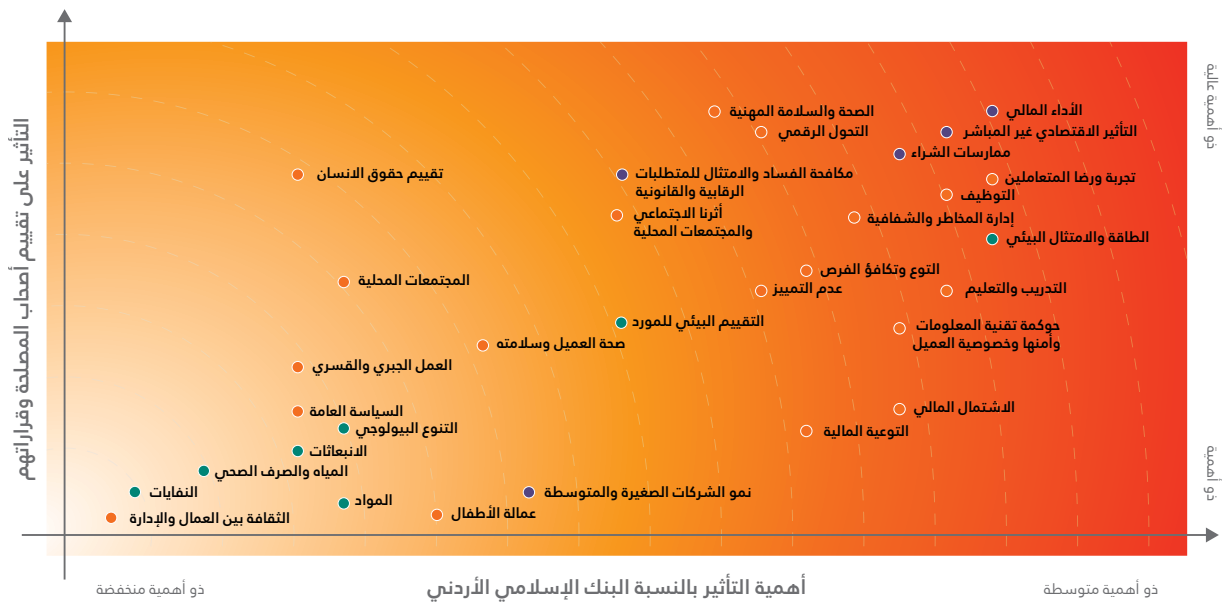 التأثير على تقييم أصحاب المصلحة وقراراتهم
ذو أهمية عالية
ذو أهمية
الأداء المالي
الصحة والسلامة المهنية
التأثير الاقتصادي غير المباشر
التحول الرقمي
ممارسات الشراء
تجربة ورضا المتعاملين
مكافحة الفساد والامتثال للمتطلبات
الرقابية والقانونية
تقييم حقوق الانسان
التوظيف
إدارة المخاطر والشفافية
أثرنا الاجتماعي
والمجتمعات المحلية
الطاقة والامتثال البيئي
التوع وتكافؤ الفرص
المجتمعات المحلية
التدريب والتعليم
عدم التمييز
التقييم البيئي للمورد
حوكمة تقنية المعلومات
وأمنها وخصوصية العميل
صحة العميل وسلامته
العمل الجبري والقسري
الاشتمال المالي
السياسة العامة
التوعية المالية
التنوع البيولوجي
الانبعاثات
المياه والصرف الصحي
نمو الشركات الصغيرة والمتوسطة
النفايات
المواد
عمالة الأطفال
الثقافة بين العمال والإدارة
ذو أهمية متوسطة
أهمية التأثير بالنسبة البنك الإسلامي الأردني
ذو أهمية منخفضة